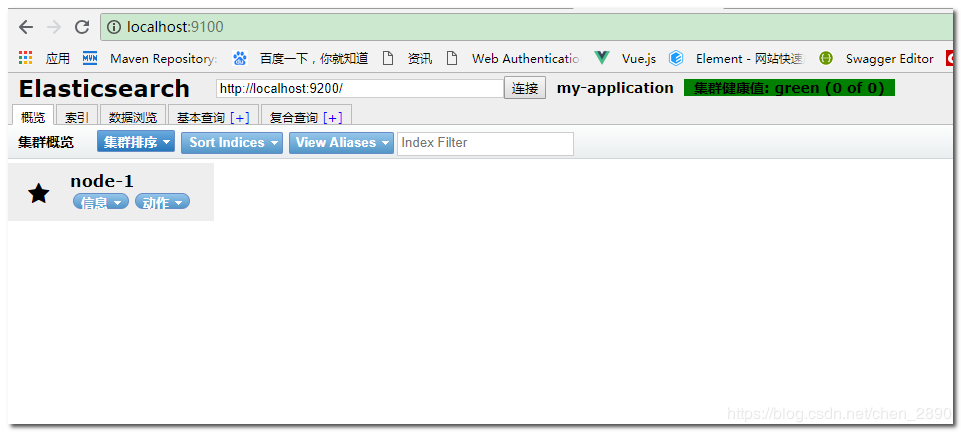 localhost:9100
应用 Maven Repository: 百度一下，你就知道 资讯 Web Authenticatio Vue.js Element - 网站快速 Swagger Editor
Elasticsearch http://localhost:9200/ 连接 my-application 集群健康值: green (0 of 0)
概览 索引 数据浏览 基本查询 [+] 复合查询 [+]
集群概览 集群排序 Sort Indices View Aliases Index Filter
node-1
信息 动作
https://blog.csdn.net/chen_2890